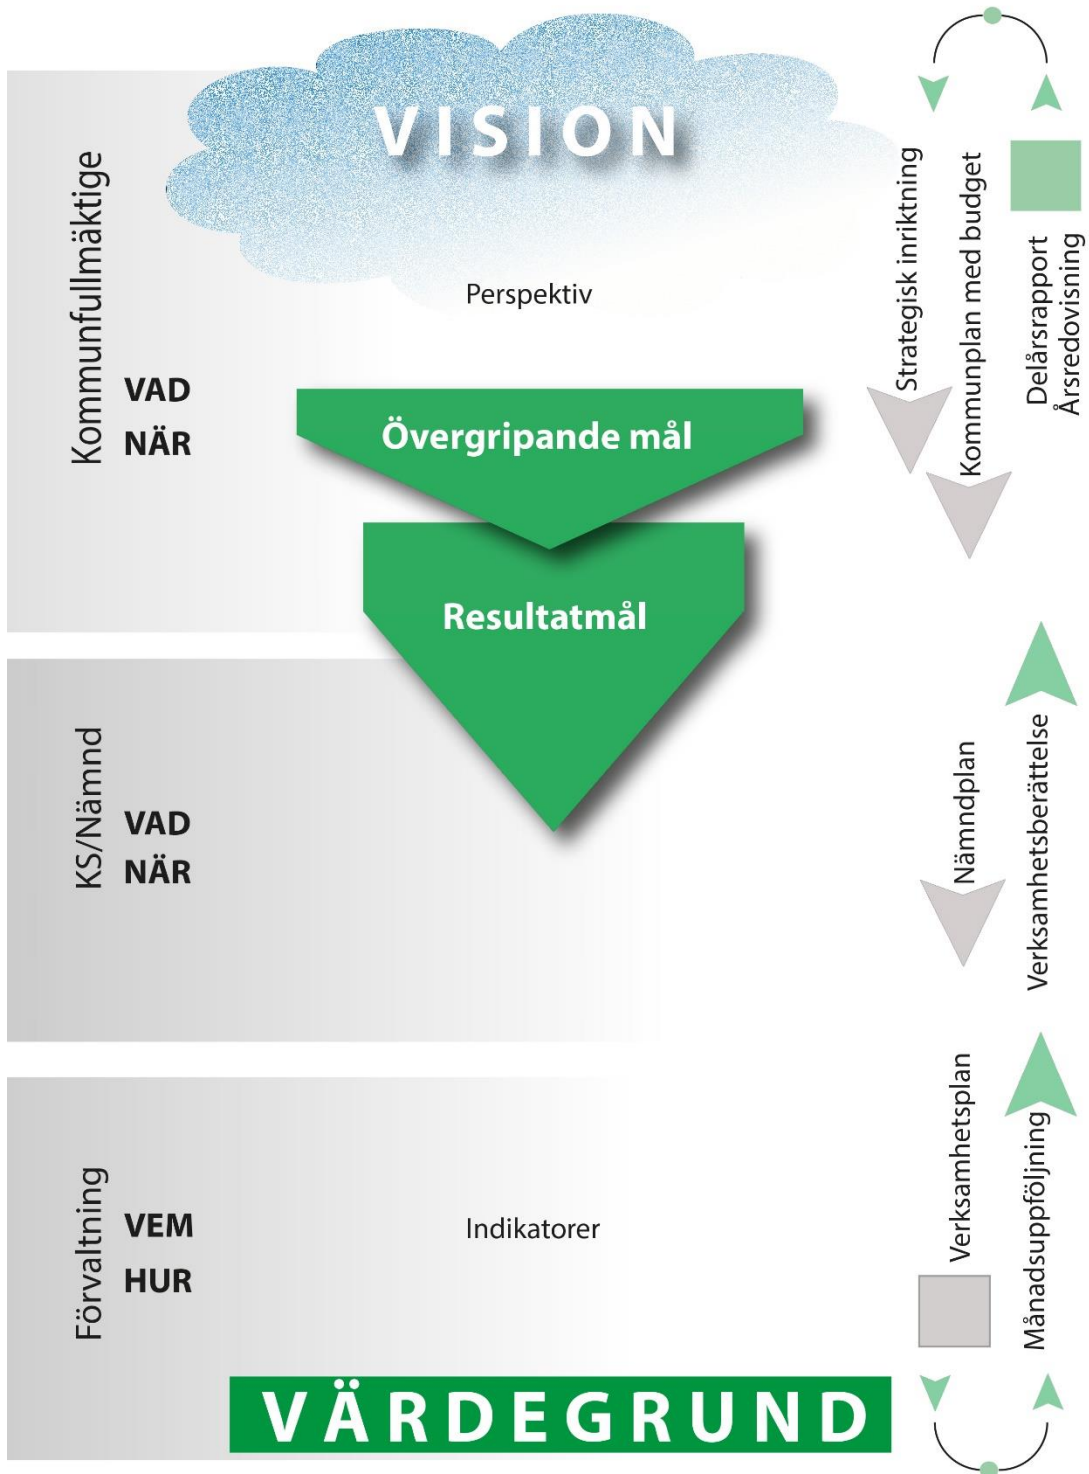 VISION
Kommunfullmäktige
VAD
NÄR
Perspektiv
Övergripande mål
Resultatmål
Strategisk inriktning
Kommunplan med budget
Delårsrapport
Årsredovisning
KS/Nämnd
VAD
NÄR
Nämndplan
Verksamhetsberättelse
Förvaltning
VEM
HUR
Indikatorer
Verksamhetsplan
Månadsuppföljning
VÄRDEGRUND